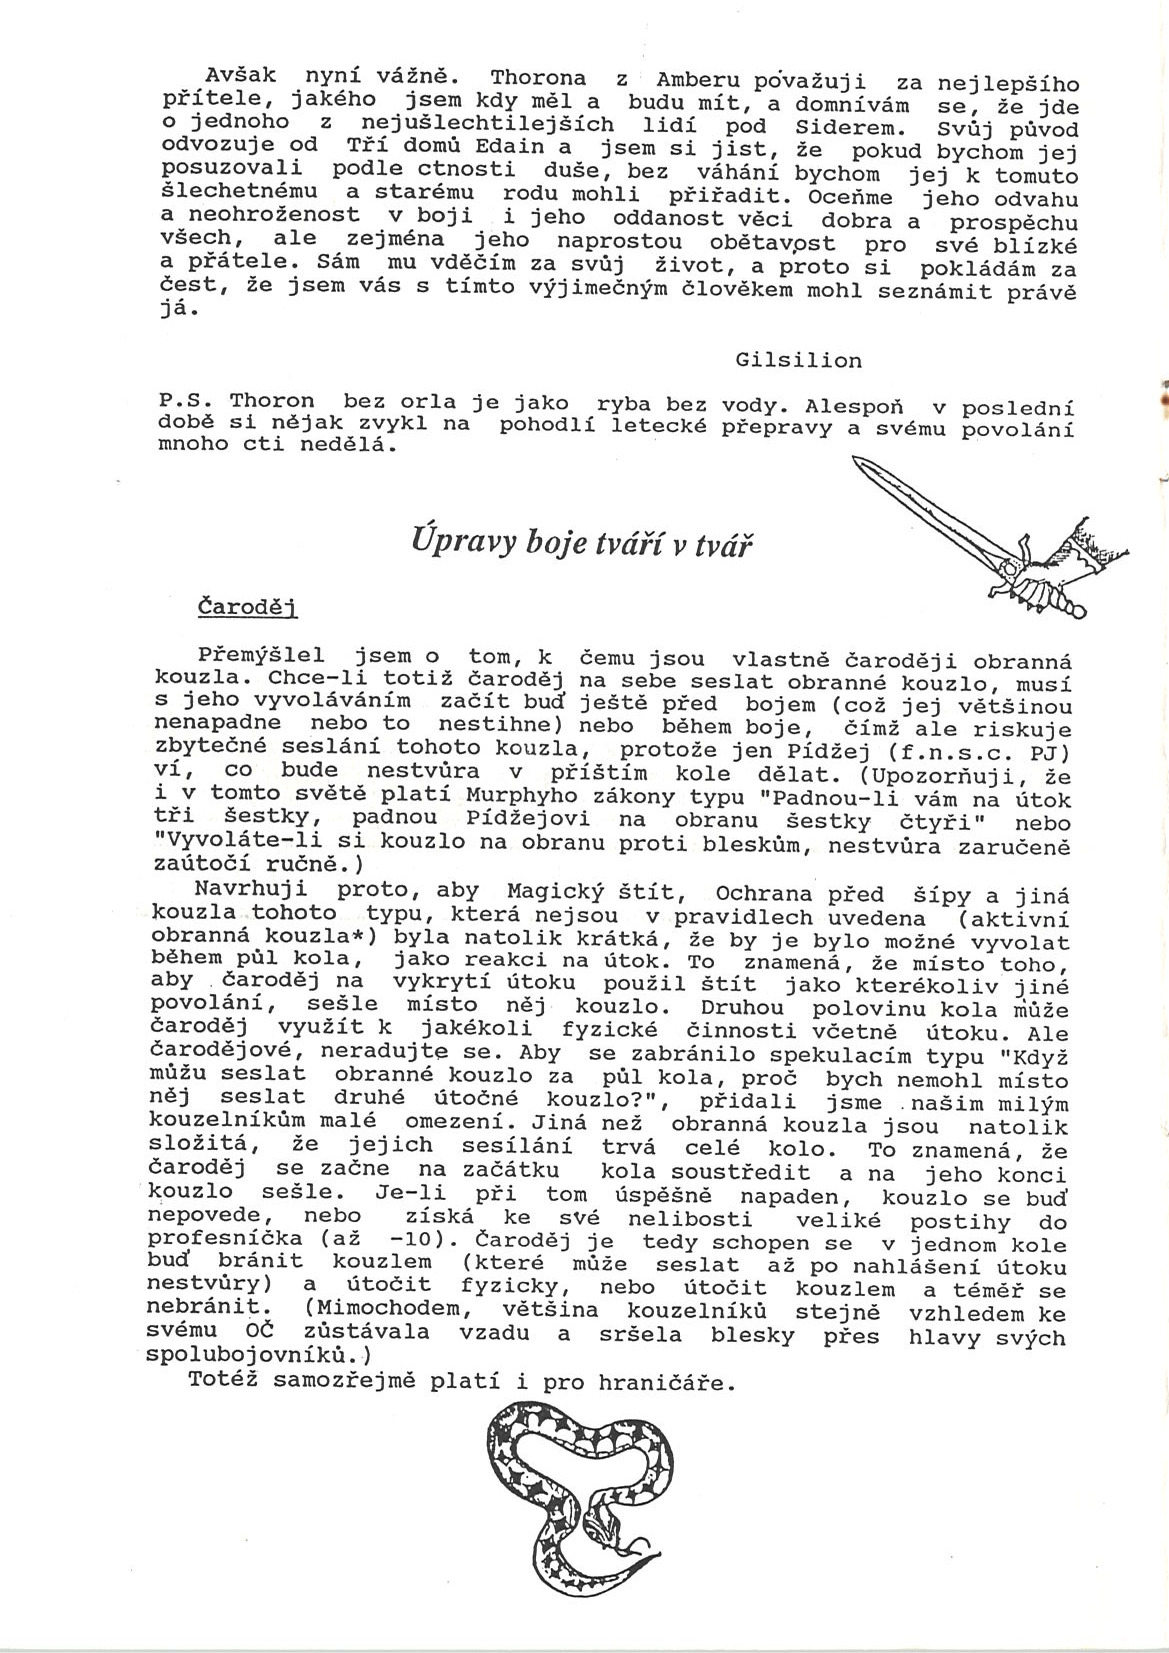 Avšak nyní vážně. Thorona z Amberu považuji za nejlepšího
přítele, jakého jsem kdy měl a budu mít, a domnívám se, že jde
o jednoho z nejušlechtilejších lidí pod Siderem. Svůj původ
odvozuje od Tří domů Edain a jsem si jist, že pokud bychom jej
posuzovali podle ctnosti duše, bez váhání bychom jej k tomuto
šlechetnému a starému rodu mohli přiřadit. Oceňme jeho odvahu
a neohroženost v boji i jeho oddanost věci dobra a prospěchu
všech, ale zejména jeho naprostou obětavost pro své blízké
a přátele. Sám mu vděčím za svůj život, a proto si pokládám za
čest, že jsem vás s tímto výjimečným člověkem mohl seznámit právě
já.
Gilsilion
P.S. Thoron bez orla je jako ryba bez vody. Alespoň v poslední
době si nějak zvykl na pohodlí letecké přepravy a svému povolání
mnoho cti nedělá.
Úpravy boje tváří v tvář
Čaroděj
Přemýšlel jsem o tom, k čemu jsou vlastně čaroději obranná
kouzla. Chce-li totiž čaroděj na sebe seslat obranné kouzlo, musí
s jeho vyvoláváním začít buď ještě před bojem (což jej většinou
nenapadne nebo to nestihne) nebo během boje, čímž ale riskuje
zbytečné seslání tohoto kouzla, protože jen Pídžej (f.n.s.c. PJ)
ví, co bude nestvůra v příštím kole dělat. (Upozorňuji, že
i v tomto světě platí Murphyho zákony typu "Padnou-li vám na útok
tři šestky, padnou Pídžejovi na obranu šestky čtyři" nebo
"Vyvoláte-li si kouzlo na obranu proti bleskům, nestvůra zaručeně
zaútočí ručně.)
Navrhuji proto, aby Magický štít, Ochrana před šípy a jiná
kouzla tohoto typu, která nejsou v pravidlech uvedena (aktivní
obranná kouzla*) byla natolik krátká, že by je bylo možné vyvolat
během půl kola, jako reakci na útok. To znamená, že místo toho,
aby čaroděj na vykrytí útoku použil štít jako kterékoliv jiné
povolání, sešle místo něj kouzlo. Druhou polovinu kola může
čaroděj využít k jakékoli fyzické činnosti včetně útoku. Ale
čarodějové, neradujte se. Aby se zabránilo spekulacím typu "Když
můžu seslat obranné kouzlo za půl kola, proč bych nemohl místo
něj seslat druhé útočné kouzlo?", přidali jsme našim milým
kouzelníkům malé omezení. Jiná než obranná kouzla jsou natolik
složitá, že jejich sesílání trvá celé kolo. To znamená, že
čaroděj se začne na začátku kola soustředit a na jeho konci
kouzlo sešle. Je-li při tom úspěšně napaden, kouzlo se buď
nepovede, nebo získá ke své nelibosti veliké postihy do
profesníčka (až -10). Čaroděj je tedy schopen se v jednom kole
buď bránit kouzlem (které může seslat až po nahlášení útoku
nestvůry) a útočit fyzicky, nebo útočit kouzlem a téměř se
nebránit. (Mimochodem, většina kouzelníků stejně vzhledem ke
svému OČ zůstávala vzadu a sršela blesky přes hlavy svých
spolubojovníků.)
Totéž samozřejmě platí i pro hraničáře.